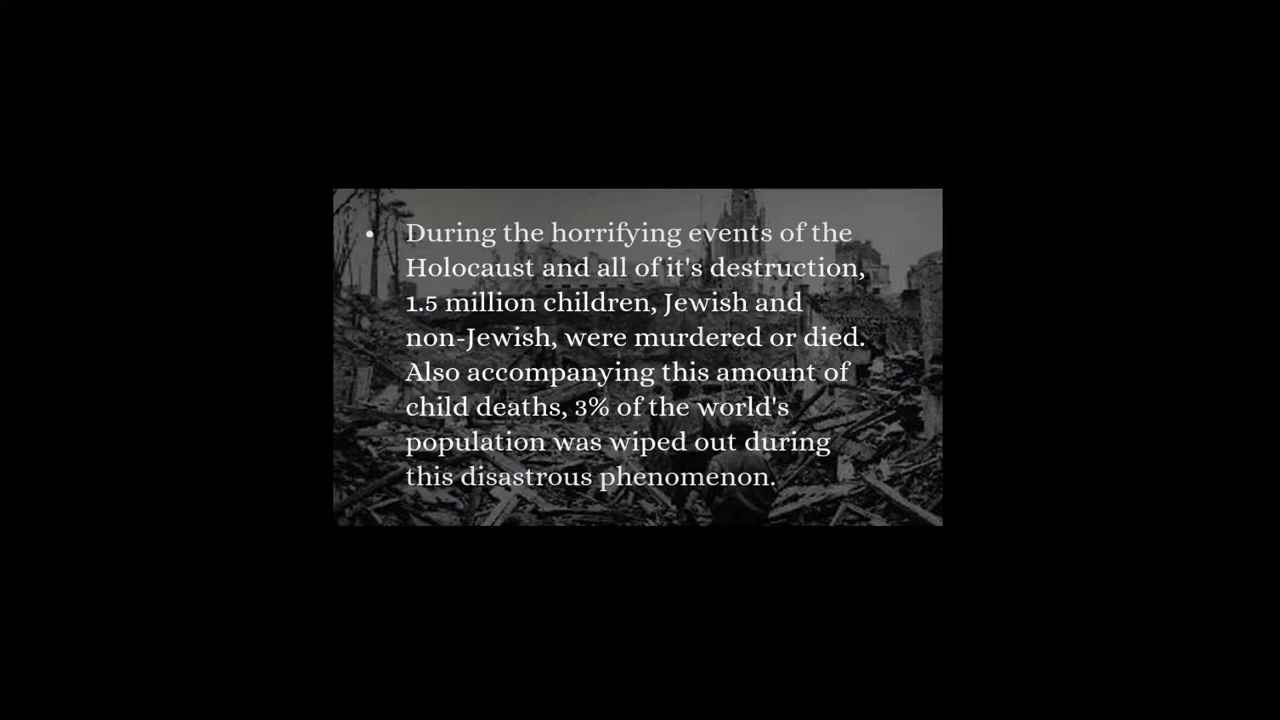 • During the horrifying events of the
Holocaust and all of it's destruction,
1.5 million children, Jewish and
non-Jewish, were murdered or died.
Also accompanying this amount of
child deaths, 3% of the world's
population was wiped out during
this disastrous phenomenon.